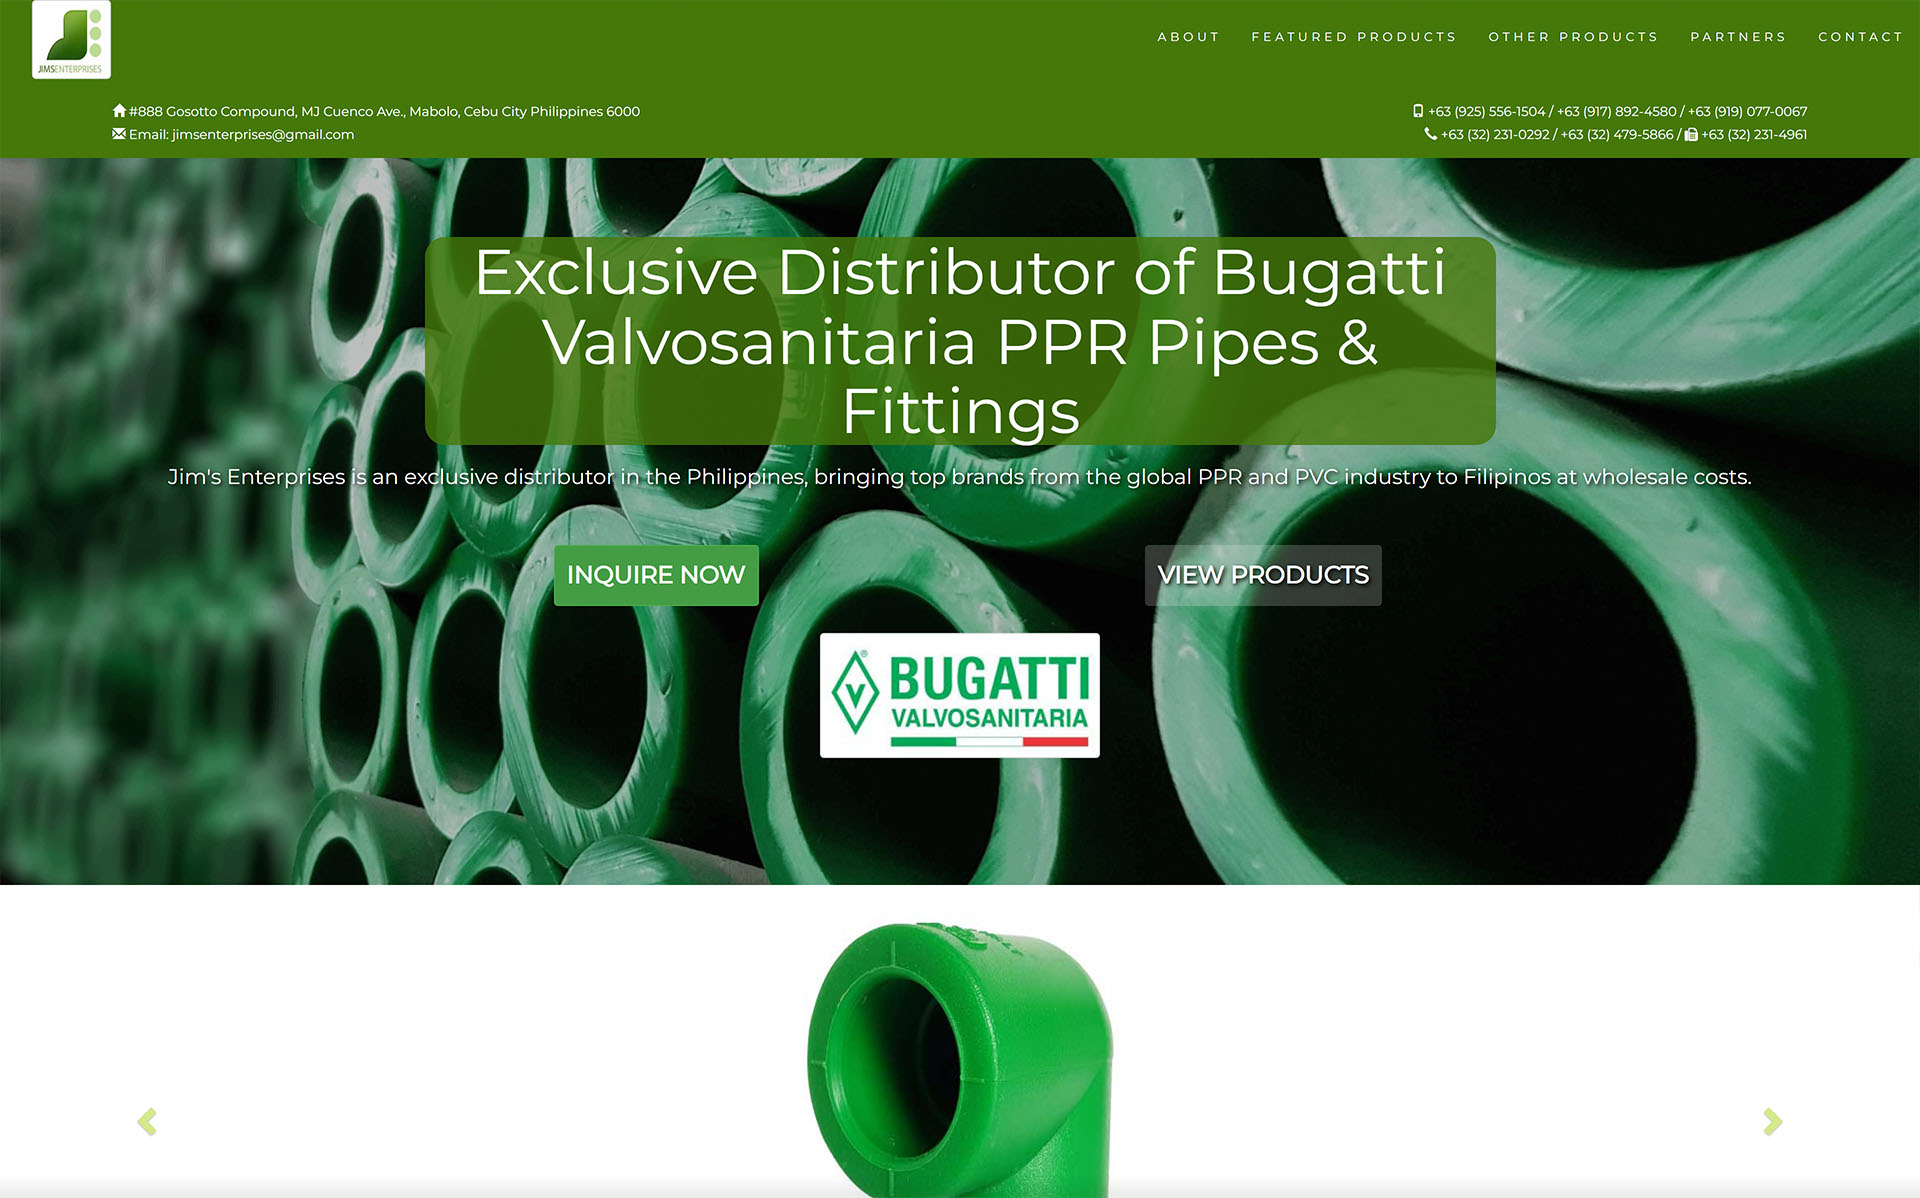 JIMSENTERPRISES
ABOUT FEATURED PRODUCTS OTHER PRODUCTS PARTNERS CONTACT
#888 Gosotto Compound, MJ Cuenco Ave., Mabolo, Cebu City Philippines 6000
Email: jimsenterprises@gmail.com
+63 (925) 556-1504 / +63 (917) 892-4580 / +63 (919) 077-0067
+63 (32) 231-0292 / +63 (32) 479-5866 / +63 (32) 231-4961
Exclusive Distributor of Bugatti
Valvosanitaria PPR Pipes &
Fittings
Jim's Enterprises is an exclusive distributor in the Philippines, bringing top brands from the global PPR and PVC industry to Filipinos at wholesale costs.
INQUIRE NOW
VIEW PRODUCTS
V ® BUGATTI
VALVOSANITARIA